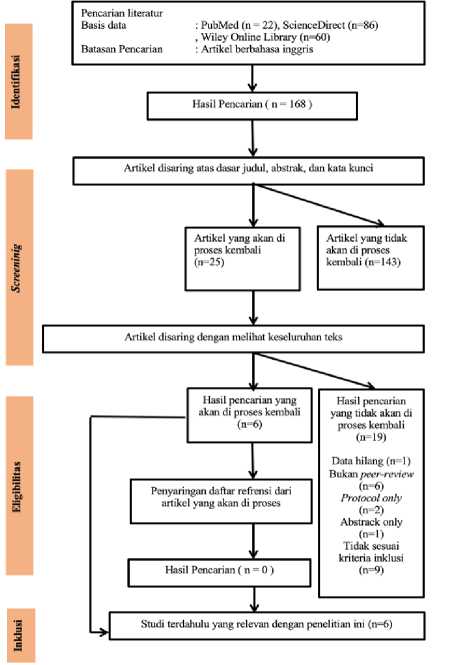 Pencarian literatur
Basis data : PubMed (n = 22), ScienceDirect (n=86)
, Wiley Online Library (n=60)
Batasan Pencarian : Artikel berbahasa inggris
Identifikasi
Hasil Pencarian ( n = 168 )
Artikel disaring atas dasar judul, abstrak, dan kata kunci
Screeninig
Artikel yang akan di
proses kembali
(n=25)
Artikel yang tidak
akan di proses
kembali (n=143)
Artikel disaring dengan melihat keseluruhan teks
Eligibilitas
Hasil pencarian yang
akan di proses kembali
(n=6)
Hasil pencarian
yang tidak akan di
proses kembali
(n=19)
Data hilang (n=1)
Bukan peer-review
(n=6)
Protocol only
(n=2)
Abstrack only
(n=1)
Tidak sesuai
kriteria inklusi
(n=9)
Penyaringan daftar refrensi dari
artikel yang akan di proses
Hasil Pencarian ( n = 0 )
Inklusi
Studi terdahulu yang relevan dengan penelitian ini (n=6)